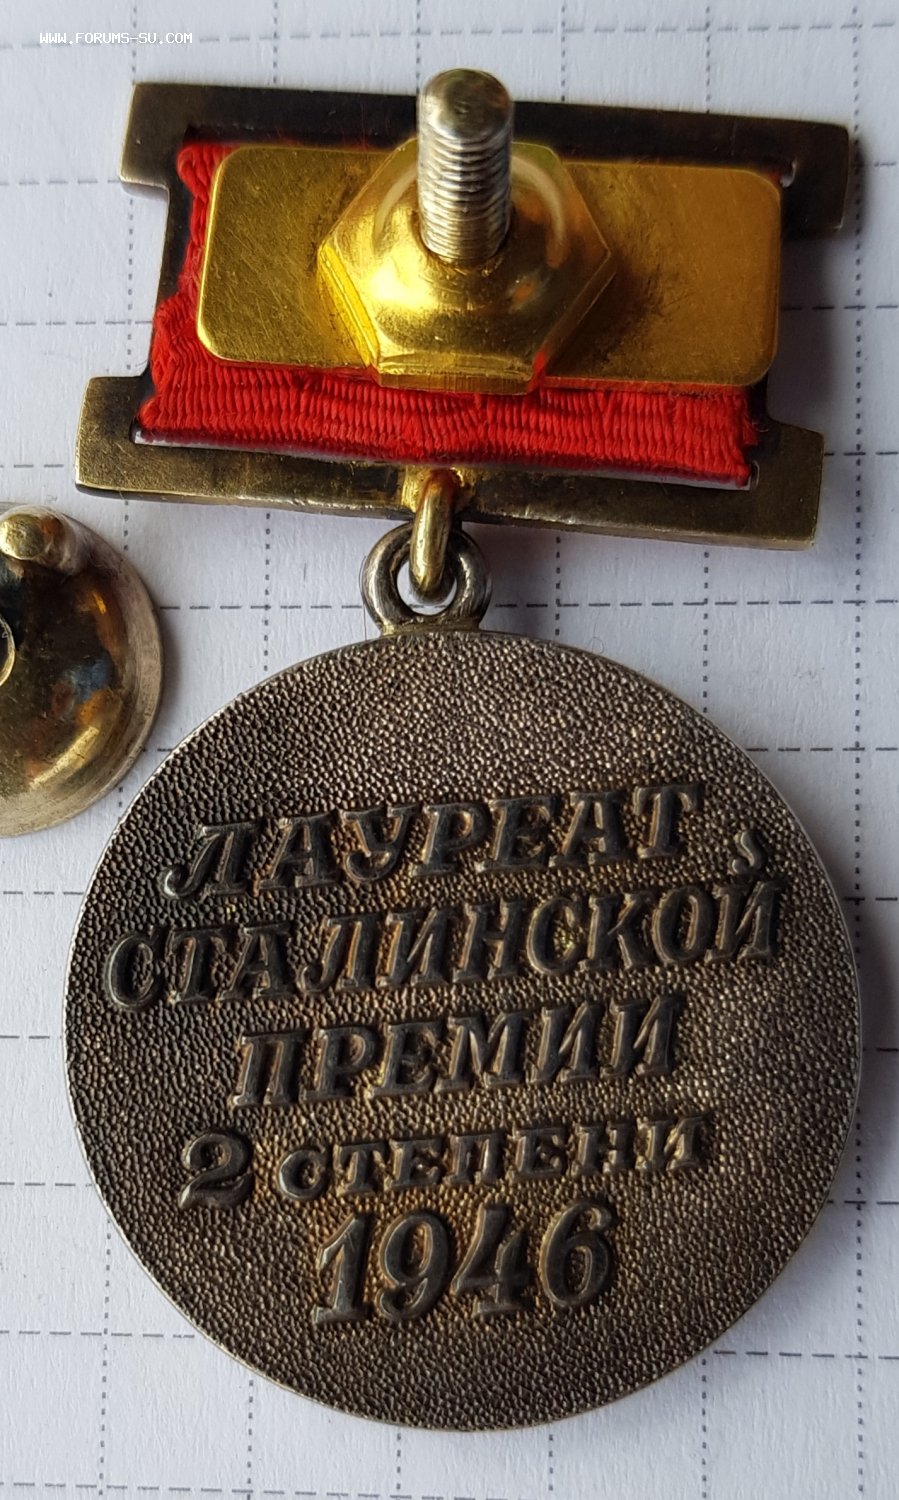 WWW.FORUMS-SU.COM
ЛАУРЕАТ
СТАЛИНСКОЙ
ПРЕМИИ
2 СТЕПЕНИ
1946